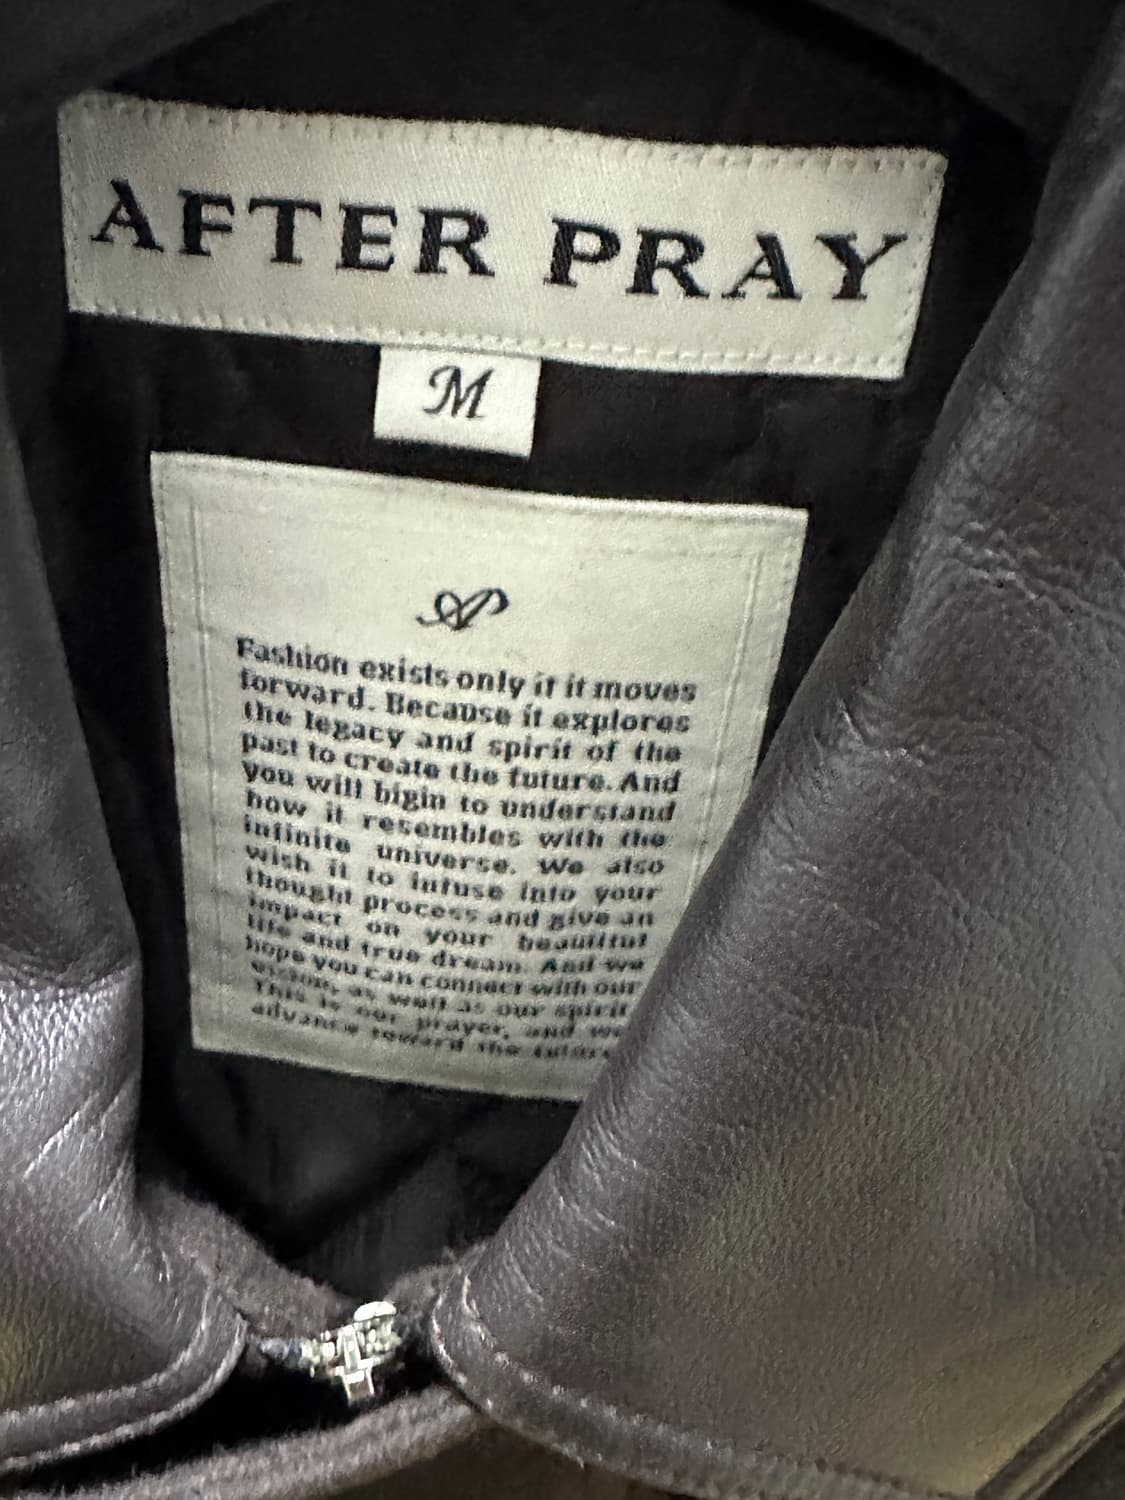 AFTER PRAY
M
AP
Fashion exists only if it moves
forward. Because it explores
the legacy and spirit of the
past to create the future. And
you will bigin to understand
how it resembles with the
infinite universe. We also
wish it to infuse into your
thought process and give an
impact on your beautiful
life and true dream. And we
hope you can connect with our
vision, as well as our spirit
This is our prayer, and we
advance toward the future